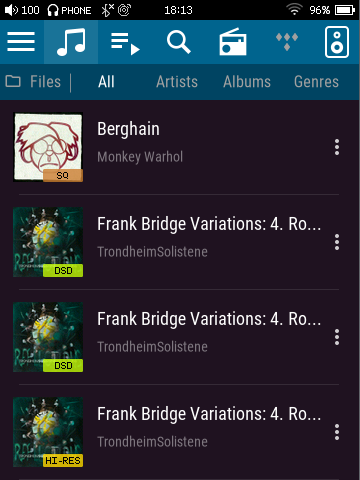 100 PHONE 18:13 96%
Files | All Artists Albums Genres
Berghain
Monkey Warhol
SQ
Frank Bridge Variations: 4. Ro...
TrondheimSolistene
DSD
Frank Bridge Variations: 4. Ro...
TrondheimSolistene
DSD
Frank Bridge Variations: 4. Ro...
TrondheimSolistene
HI-RES